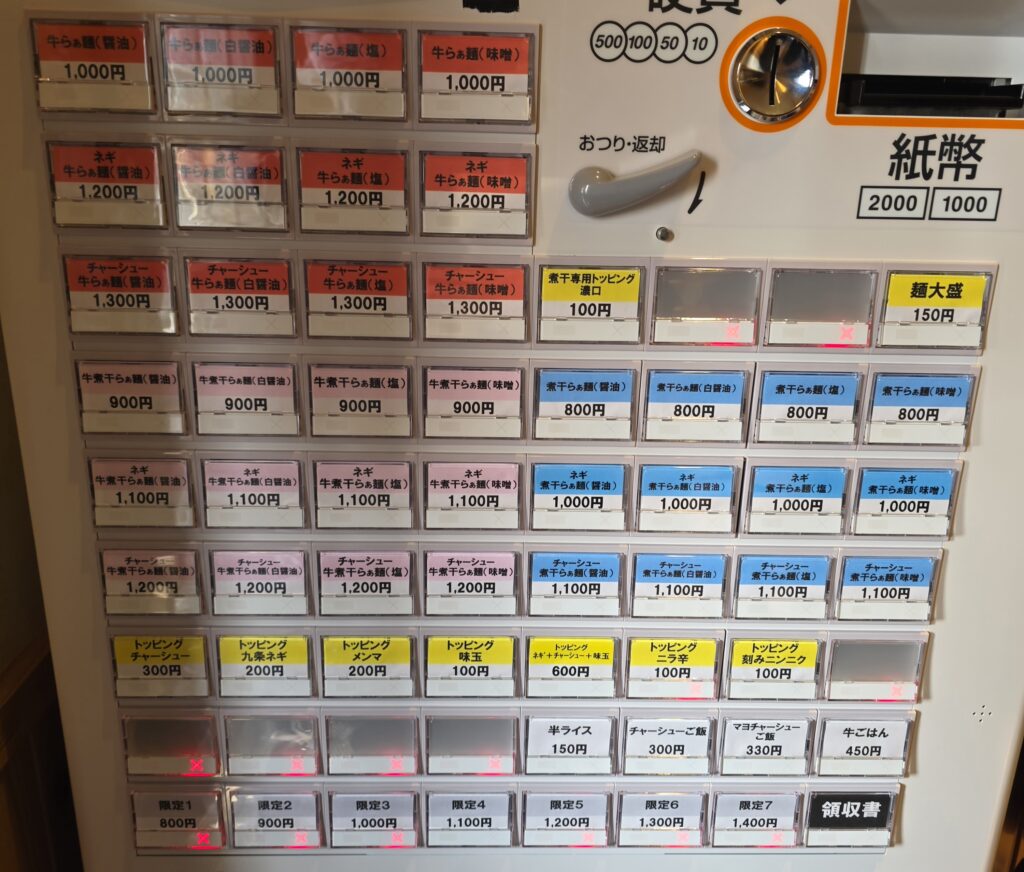 500 100 50 10
おつり・返却
紙幣
2000 1000
牛らぁ麺(醤油)
1,000円
牛らぁ麺(白醤油)
1,000円
牛らぁ麺(塩)
1,000円
牛らぁ麺(味噌)
1,000円
ネギ
牛らぁ麺(醤油)
1,200円
ネギ
牛らぁ麺(白醤油)
1,200円
ネギ
牛らぁ麺(塩)
1,200円
ネギ
牛らぁ麺(味噌)
1,200円
チャーシュー
牛らぁ麺(醤油)
1,300円
チャーシュー
牛らぁ麺(白醤油)
1,300円
チャーシュー
牛らぁ麺(塩)
1,300円
チャーシュー
牛らぁ麺(味噌)
1,300円
煮干専用トッピング
濃口
100円
麺大盛
150円
牛煮干らぁ麺(醤油)
900円
牛煮干らぁ麺(白醤油)
900円
牛煮干らぁ麺(塩)
900円
牛煮干らぁ麺(味噌)
900円
煮干らぁ麺(醤油)
800円
煮干らぁ麺(白醤油)
800円
煮干らぁ麺(塩)
800円
煮干らぁ麺(味噌)
800円
ネギ
牛煮干らぁ麺(醤油)
1,100円
ネギ
牛煮干らぁ麺(白醤油)
1,100円
ネギ
牛煮干らぁ麺(塩)
1,100円
ネギ
牛煮干らぁ麺(味噌)
1,100円
ネギ
煮干らぁ麺(醤油)
1,000円
ネギ
煮干らぁ麺(白醤油)
1,000円
ネギ
煮干らぁ麺(塩)
1,000円
ネギ
煮干らぁ麺(味噌)
1,000円
チャーシュー
牛煮干らぁ麺(醤油)
1,200円
チャーシュー
牛煮干らぁ麺(白醤油)
1,200円
チャーシュー
牛煮干らぁ麺(塩)
1,200円
チャーシュー
牛煮干らぁ麺(味噌)
1,200円
チャーシュー
煮干らぁ麺(醤油)
1,100円
チャーシュー
煮干らぁ麺(白醤油)
1,100円
チャーシュー
煮干らぁ麺(塩)
1,100円
チャーシュー
煮干らぁ麺(味噌)
1,100円
トッピング
チャーシュー
300円
トッピング
九条ネギ
200円
トッピング
メンマ
200円
トッピング
味玉
100円
トッピング
ネギ+チャーシュー+味玉
600円
トッピング
ニラ辛
100円
トッピング
刻みニンニク
100円
半ライス
150円
チャーシューご飯
300円
マヨチャーシュー
ご飯
330円
牛ごはん
450円
限定1
800円
限定2
900円
限定3
1,000円
限定4
1,100円
限定5
1,200円
限定6
1,300円
限定7
1,400円
領収書